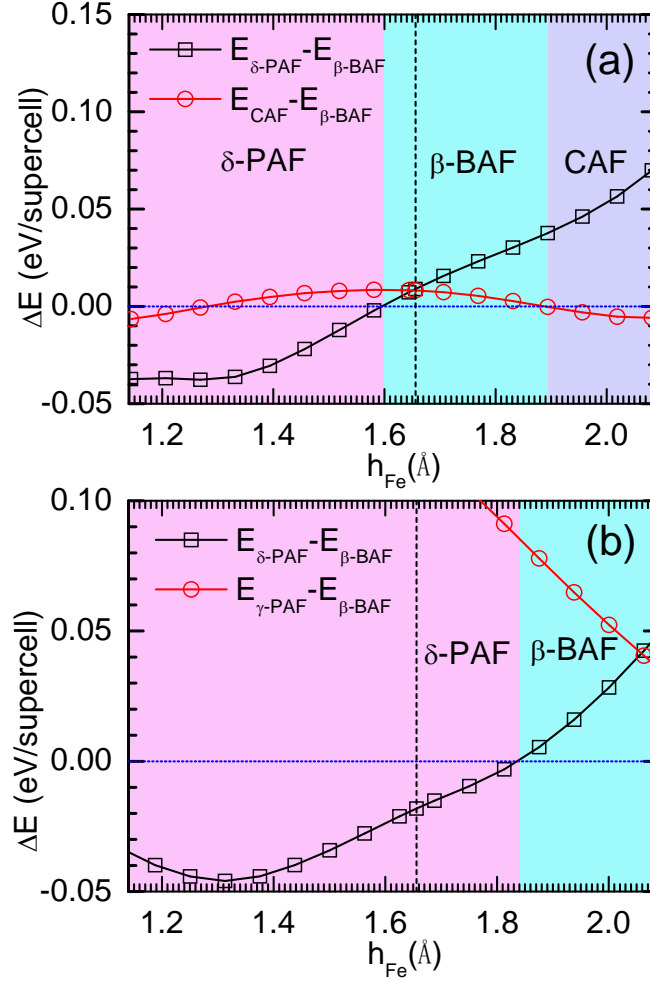 0.15
E_δ-PAF-E_β-BAF
(a)
0.10
E_CAF-E_β-BAF
δ-PAF
β-BAF
CAF
0.05
0.00
-0.05
ΔE (eV/supercell)
1.2 1.4 1.6 1.8 2.0
h_Fe(Å)
0.10
E_δ-PAF-E_β-BAF
(b)
E_γ-PAF-E_β-BAF
0.05
δ-PAF
β-BAF
0.00
-0.05
ΔE (eV/supercell)
1.2 1.4 1.6 1.8 2.0
h_Fe(Å)